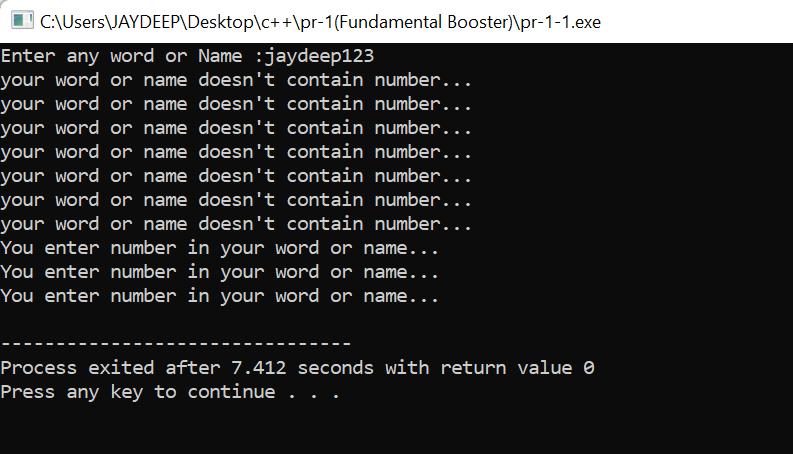 C:\Users\JAYDEEP\Desktop\c++\pr-1(Fundamental Booster)\pr-1-1.exe
Enter any word or Name :jaydeep123
your word or name doesn't contain number...
your word or name doesn't contain number...
your word or name doesn't contain number...
your word or name doesn't contain number...
your word or name doesn't contain number...
your word or name doesn't contain number...
your word or name doesn't contain number...
You enter number in your word or name...
You enter number in your word or name...
You enter number in your word or name...
--------------------------------
Process exited after 7.412 seconds with return value 0
Press any key to continue . . .